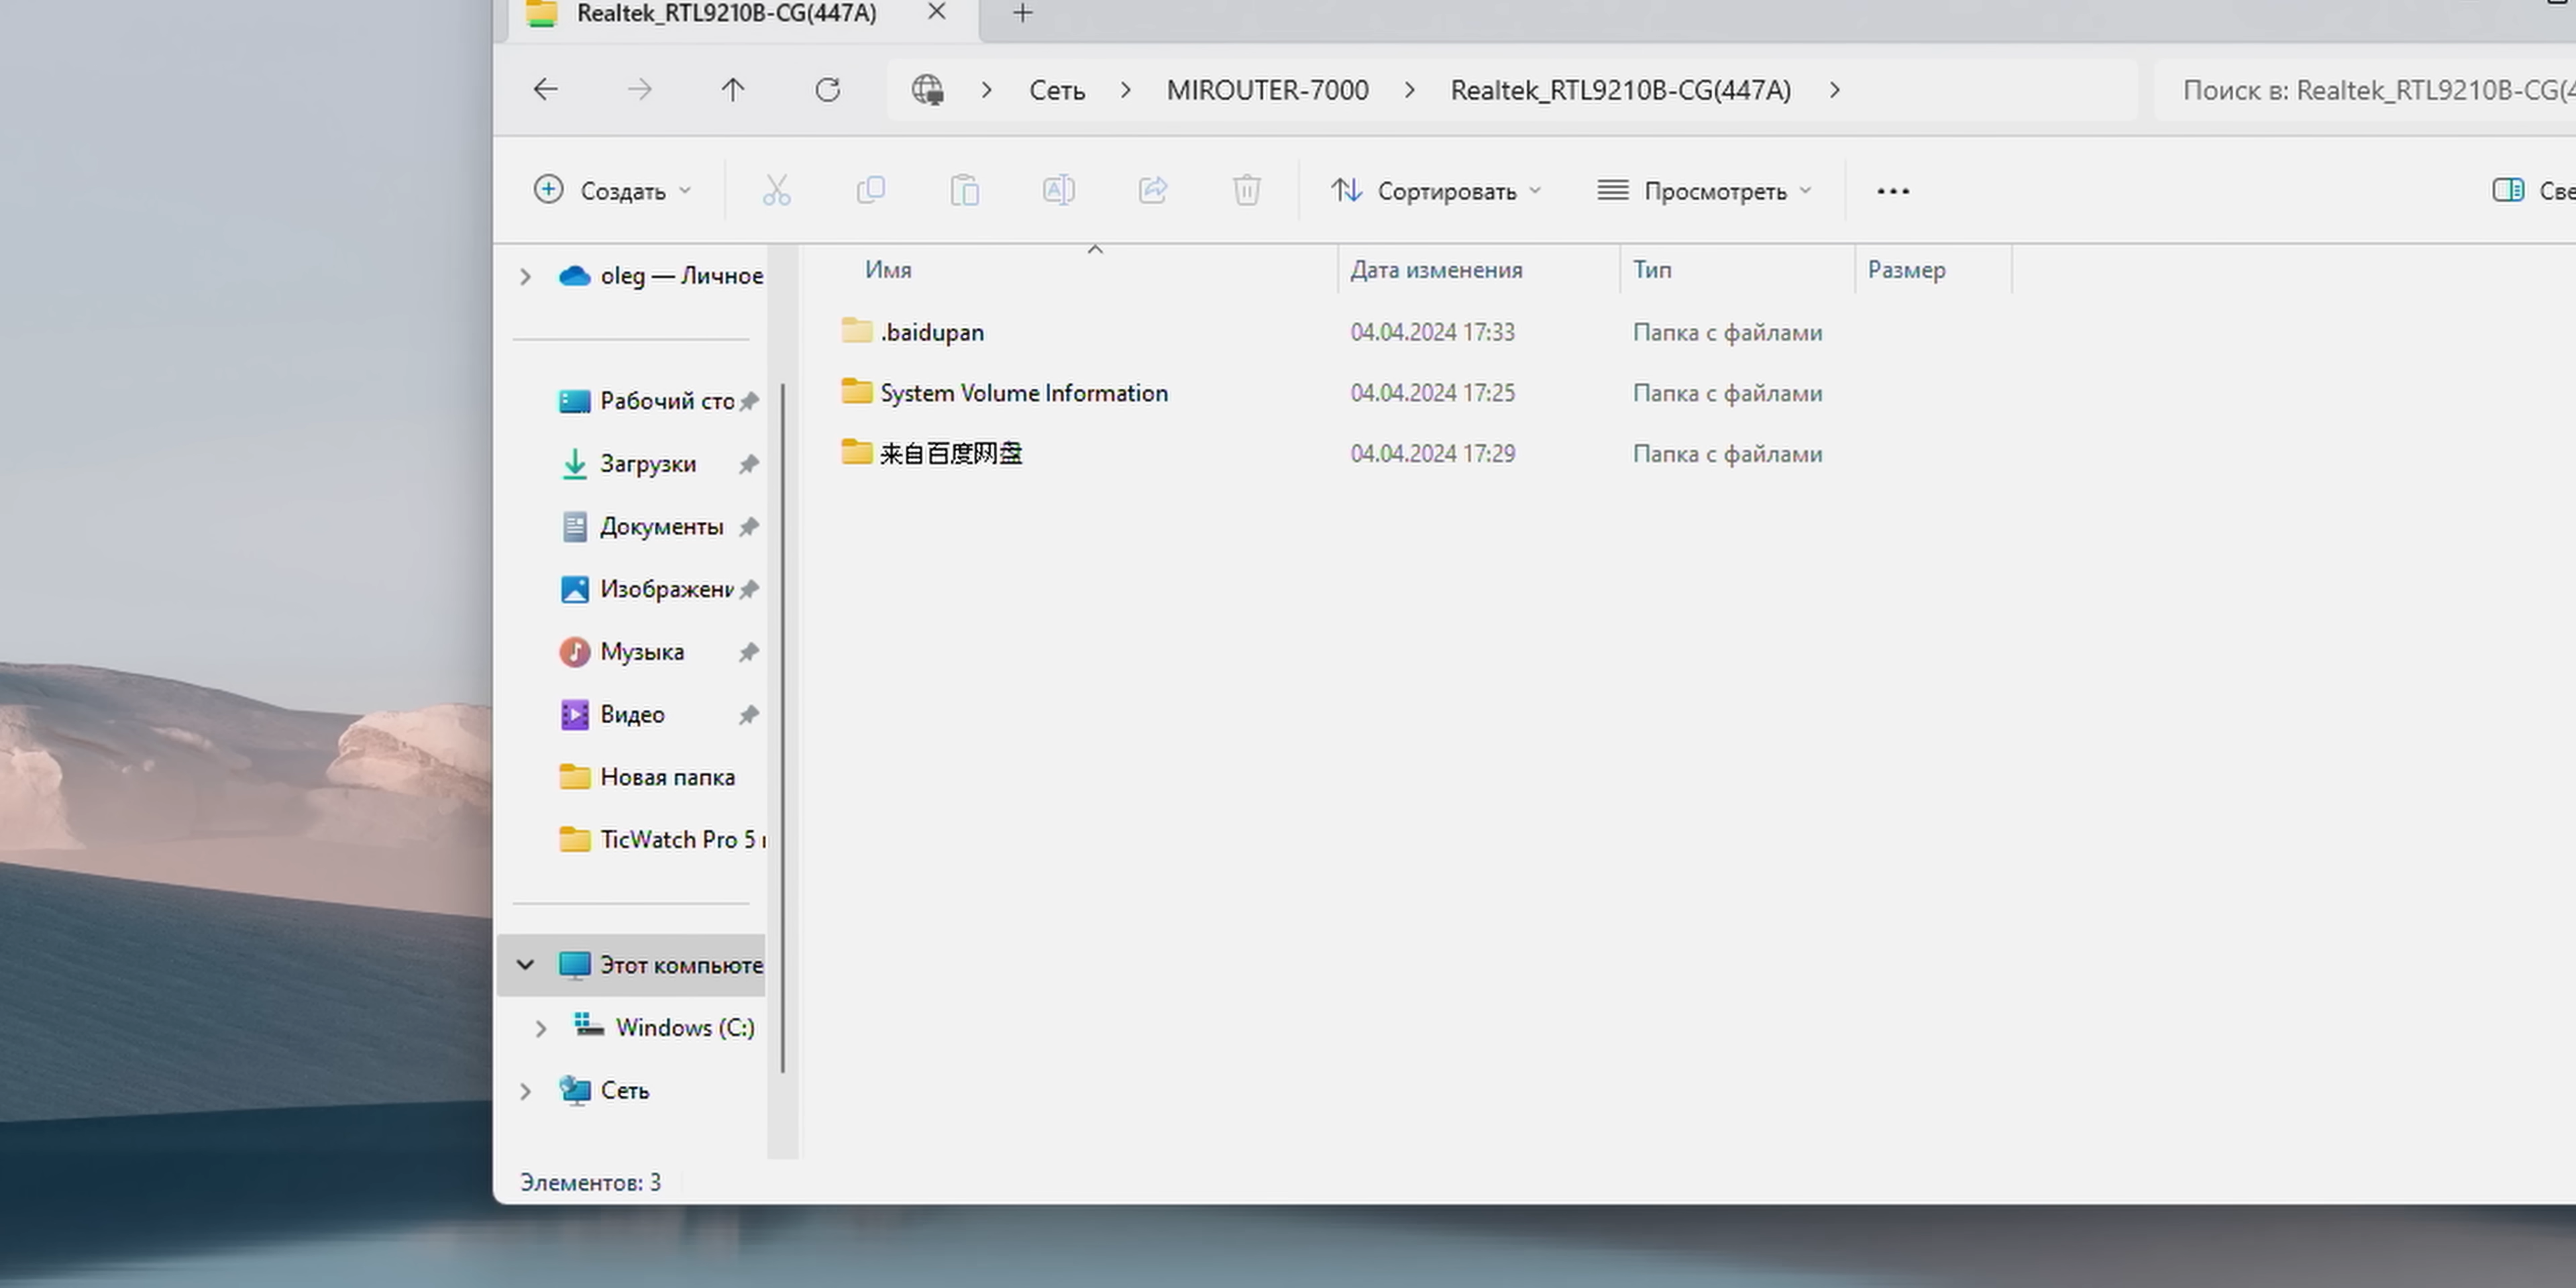 Realtek_RTL9210B-CG(447A)
Сеть MIROUTER-7000 Realtek_RTL9210B-CG(447A)
Поиск в: Realtek_RTL9210B-CG(4
Создать Сортировать Просмотреть ••• Све
oleg — Личное
Имя Дата изменения Тип Размер
.baidupan 04.04.2024 17:33 Папка с файлами
System Volume Information 04.04.2024 17:25 Папка с файлами
来自百度网盘 04.04.2024 17:29 Папка с файлами
Рабочий сто
Загрузки
Документы
Изображени
Музыка
Видео
Новая папка
TicWatch Pro 5
Этот компьюте
Windows (C:)
Сеть
Элементов: 3